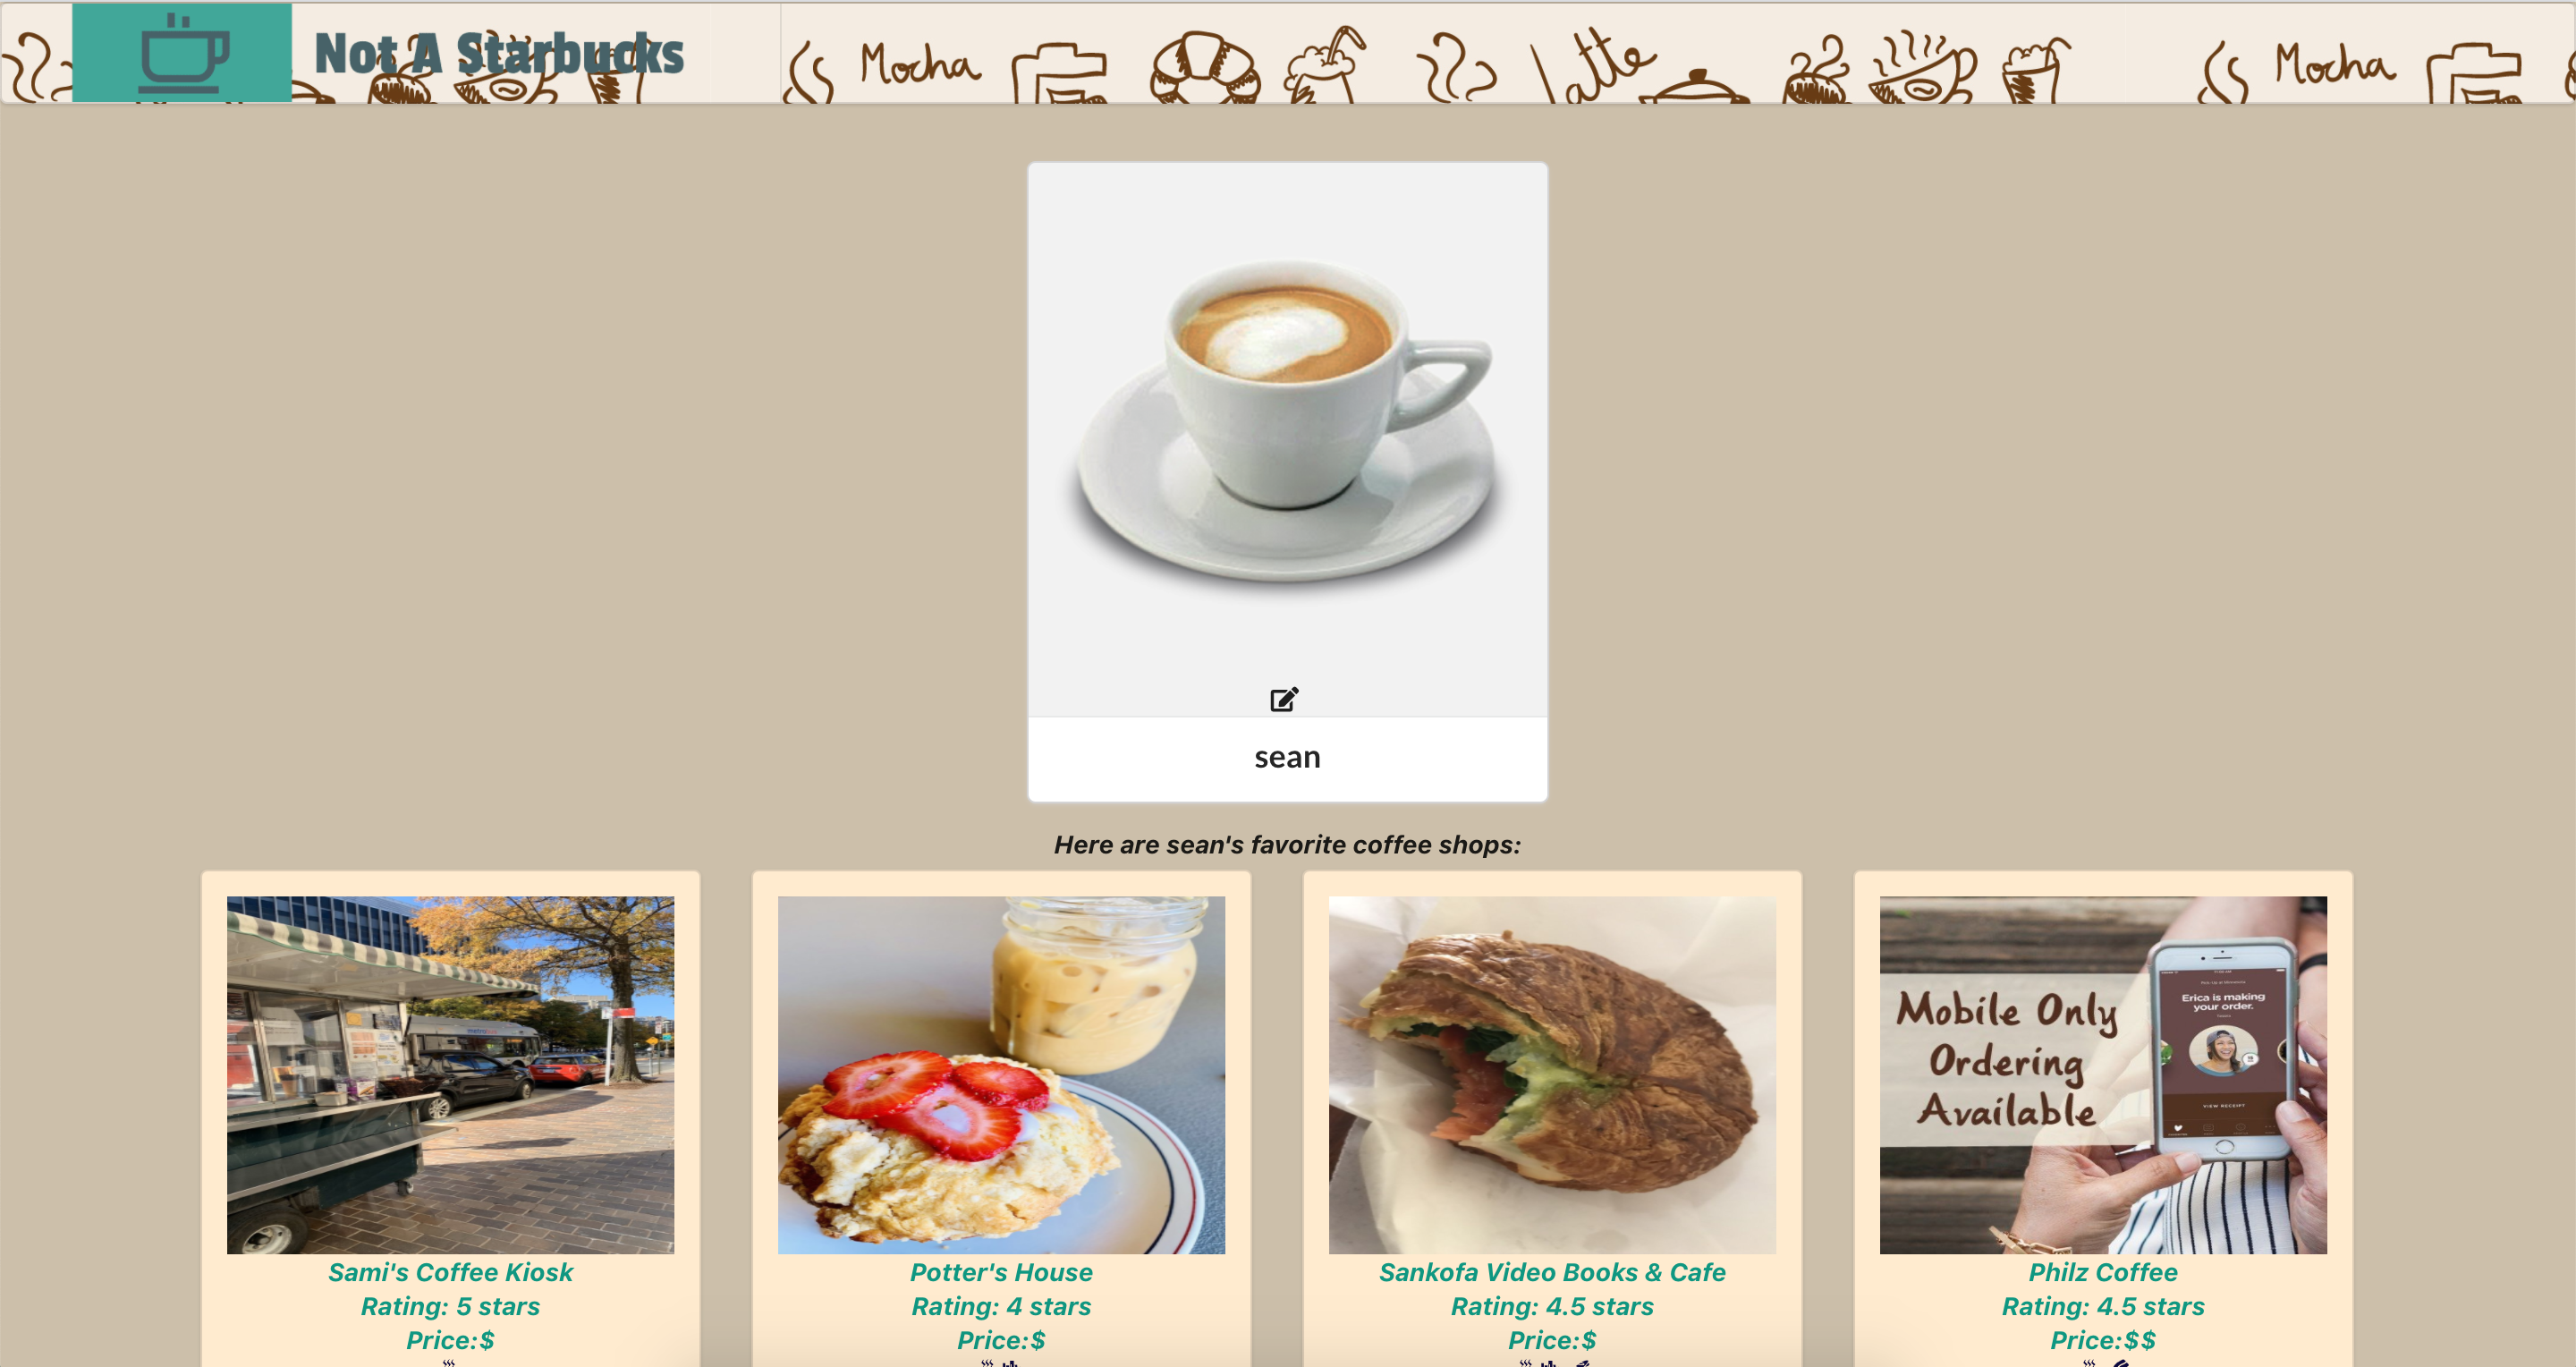 Not A Starbucks
Mocha
Latte
Mocha
sean
Here are sean's favorite coffee shops:
Mobile Only
Ordering
Available
Erica is making
your order.
VIEW RECEIPT
Sami's Coffee Kiosk
Rating: 5 stars
Price:$
Potter's House
Rating: 4 stars
Price:$
Sankofa Video Books & Cafe
Rating: 4.5 stars
Price:$
Philz Coffee
Rating: 4.5 stars
Price:$$